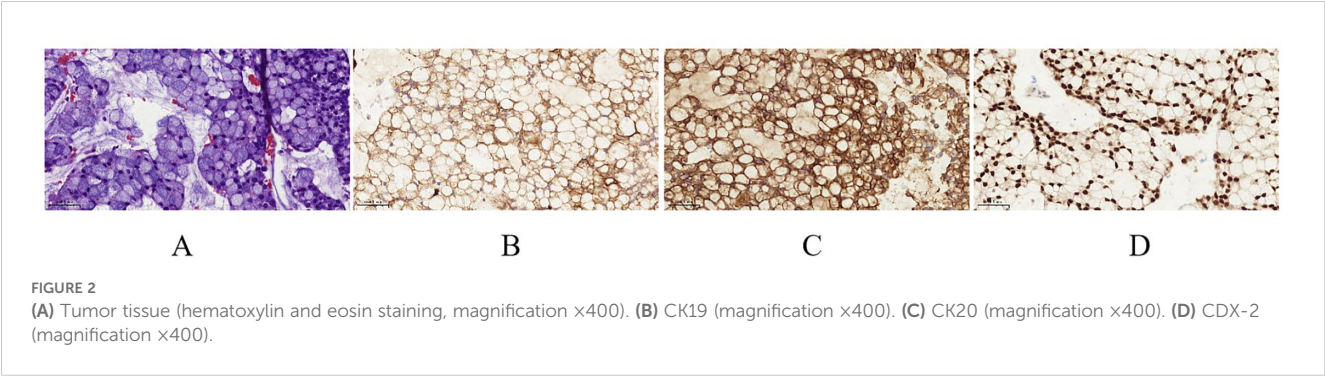 A B C D
FIGURE 2
(A) Tumor tissue (hematoxylin and eosin staining, magnification ×400). (B) CK19 (magnification ×400). (C) CK20 (magnification ×400). (D) CDX-2
(magnification ×400).